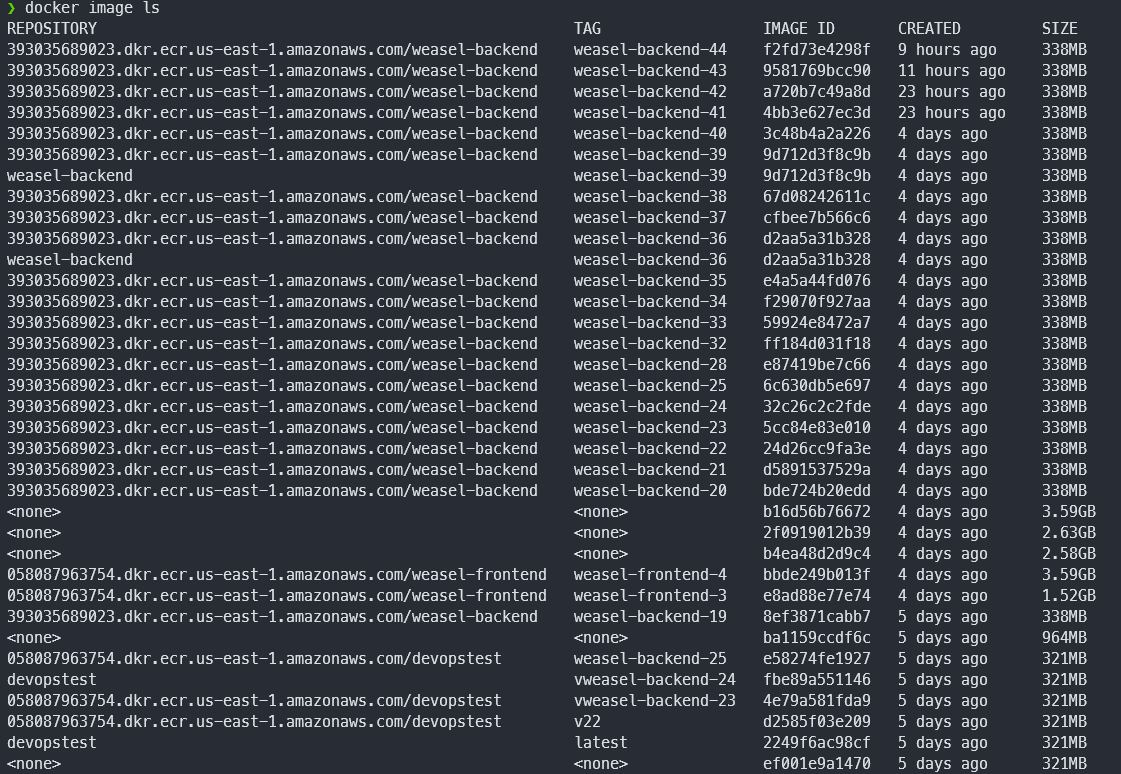 ❯ docker image ls
REPOSITORY TAG IMAGE ID CREATED SIZE
393035689023.dkr.ecr.us-east-1.amazonaws.com/weasel-backend weasel-backend-44 f2fd73e4298f 9 hours ago 338MB
393035689023.dkr.ecr.us-east-1.amazonaws.com/weasel-backend weasel-backend-43 9581769bcc90 11 hours ago 338MB
393035689023.dkr.ecr.us-east-1.amazonaws.com/weasel-backend weasel-backend-42 a720b7c49a8d 23 hours ago 338MB
393035689023.dkr.ecr.us-east-1.amazonaws.com/weasel-backend weasel-backend-41 4bb3e627ec3d 23 hours ago 338MB
393035689023.dkr.ecr.us-east-1.amazonaws.com/weasel-backend weasel-backend-40 3c48b4a2a226 4 days ago 338MB
393035689023.dkr.ecr.us-east-1.amazonaws.com/weasel-backend weasel-backend-39 9d712d3f8c9b 4 days ago 338MB
weasel-backend weasel-backend-39 9d712d3f8c9b 4 days ago 338MB
393035689023.dkr.ecr.us-east-1.amazonaws.com/weasel-backend weasel-backend-38 67d08242611c 4 days ago 338MB
393035689023.dkr.ecr.us-east-1.amazonaws.com/weasel-backend weasel-backend-37 cfbee7b566c6 4 days ago 338MB
393035689023.dkr.ecr.us-east-1.amazonaws.com/weasel-backend weasel-backend-36 d2aa5a31b328 4 days ago 338MB
weasel-backend weasel-backend-36 d2aa5a31b328 4 days ago 338MB
393035689023.dkr.ecr.us-east-1.amazonaws.com/weasel-backend weasel-backend-35 e4a5a44fd076 4 days ago 338MB
393035689023.dkr.ecr.us-east-1.amazonaws.com/weasel-backend weasel-backend-34 f29070f927aa 4 days ago 338MB
393035689023.dkr.ecr.us-east-1.amazonaws.com/weasel-backend weasel-backend-33 59924e8472a7 4 days ago 338MB
393035689023.dkr.ecr.us-east-1.amazonaws.com/weasel-backend weasel-backend-32 ff184d031f18 4 days ago 338MB
393035689023.dkr.ecr.us-east-1.amazonaws.com/weasel-backend weasel-backend-28 e87419be7c66 4 days ago 338MB
393035689023.dkr.ecr.us-east-1.amazonaws.com/weasel-backend weasel-backend-25 6c630db5e697 4 days ago 338MB
393035689023.dkr.ecr.us-east-1.amazonaws.com/weasel-backend weasel-backend-24 32c26c2c2fde 4 days ago 338MB
393035689023.dkr.ecr.us-east-1.amazonaws.com/weasel-backend weasel-backend-23 5cc84e83e010 4 days ago 338MB
393035689023.dkr.ecr.us-east-1.amazonaws.com/weasel-backend weasel-backend-22 24d26cc9fa3e 4 days ago 338MB
393035689023.dkr.ecr.us-east-1.amazonaws.com/weasel-backend weasel-backend-21 d5891537529a 4 days ago 338MB
393035689023.dkr.ecr.us-east-1.amazonaws.com/weasel-backend weasel-backend-20 bde724b20edd 4 days ago 338MB
<none> <none> b16d56b76672 4 days ago 3.59GB
<none> <none> 2f0919012b39 4 days ago 2.63GB
<none> <none> b4ea48d2d9c4 4 days ago 2.58GB
058087963754.dkr.ecr.us-east-1.amazonaws.com/weasel-frontend weasel-frontend-4 bbde249b013f 4 days ago 3.59GB
058087963754.dkr.ecr.us-east-1.amazonaws.com/weasel-frontend weasel-frontend-3 e8ad88e77e74 4 days ago 1.52GB
393035689023.dkr.ecr.us-east-1.amazonaws.com/weasel-backend weasel-backend-19 8ef3871cabb7 5 days ago 338MB
<none> <none> ba1159ccdf6c 5 days ago 964MB
058087963754.dkr.ecr.us-east-1.amazonaws.com/devopstest weasel-backend-25 e58274fe1927 5 days ago 321MB
devopstest vweasel-backend-24 fbe89a551146 5 days ago 321MB
058087963754.dkr.ecr.us-east-1.amazonaws.com/devopstest vweasel-backend-23 4e79a581fda9 5 days ago 321MB
058087963754.dkr.ecr.us-east-1.amazonaws.com/devopstest v22 d2585f03e209 5 days ago 321MB
devopstest latest 2249f6ac98cf 5 days ago 321MB
<none> <none> ef001e9a1470 5 days ago 321MB